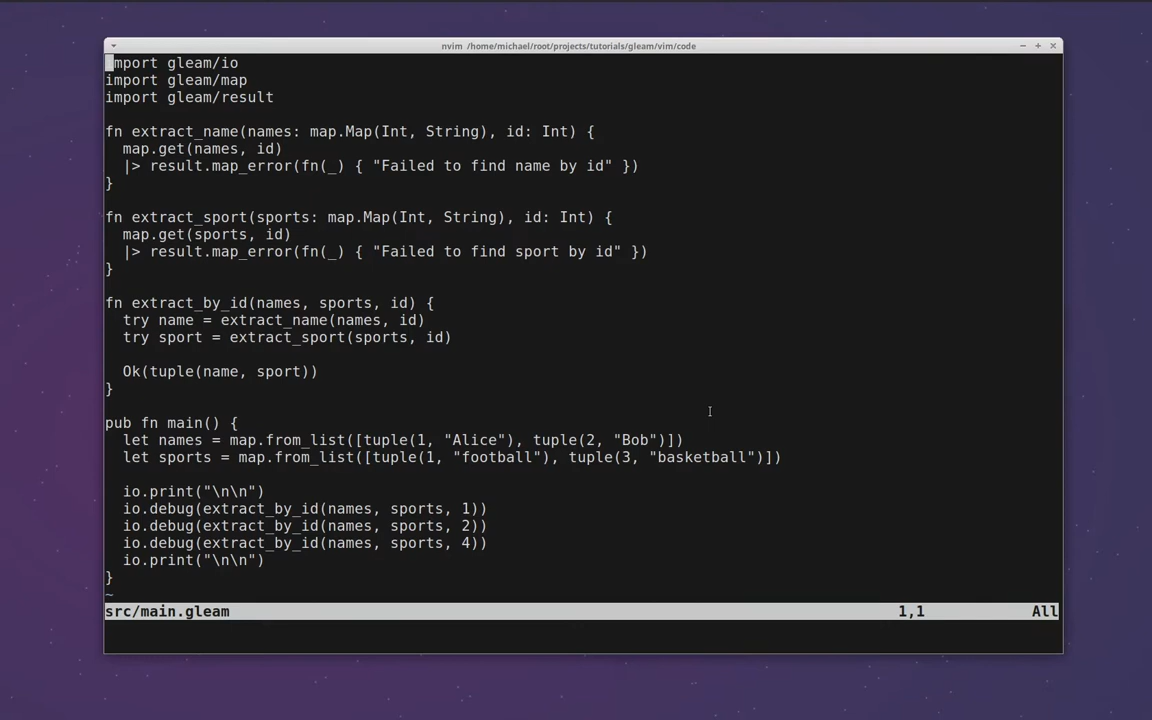 nvim /home/michael/root/projects/tutorials/gleam/vim/code
import gleam/io
import gleam/map
import gleam/result

fn extract_name(names: map.Map(Int, String), id: Int) {
  map.get(names, id)
  |> result.map_error(fn(_) { "Failed to find name by id" })
}

fn extract_sport(sports: map.Map(Int, String), id: Int) {
  map.get(sports, id)
  |> result.map_error(fn(_) { "Failed to find sport by id" })
}

fn extract_by_id(names, sports, id) {
  try name = extract_name(names, id)
  try sport = extract_sport(sports, id)

  Ok(tuple(name, sport))
}

pub fn main() {
  let names = map.from_list([tuple(1, "Alice"), tuple(2, "Bob")])
  let sports = map.from_list([tuple(1, "football"), tuple(3, "basketball")])

  io.print("\n\n")
  io.debug(extract_by_id(names, sports, 1))
  io.debug(extract_by_id(names, sports, 2))
  io.debug(extract_by_id(names, sports, 4))
  io.print("\n\n")
}
~
src/main.gleam 1,1 All